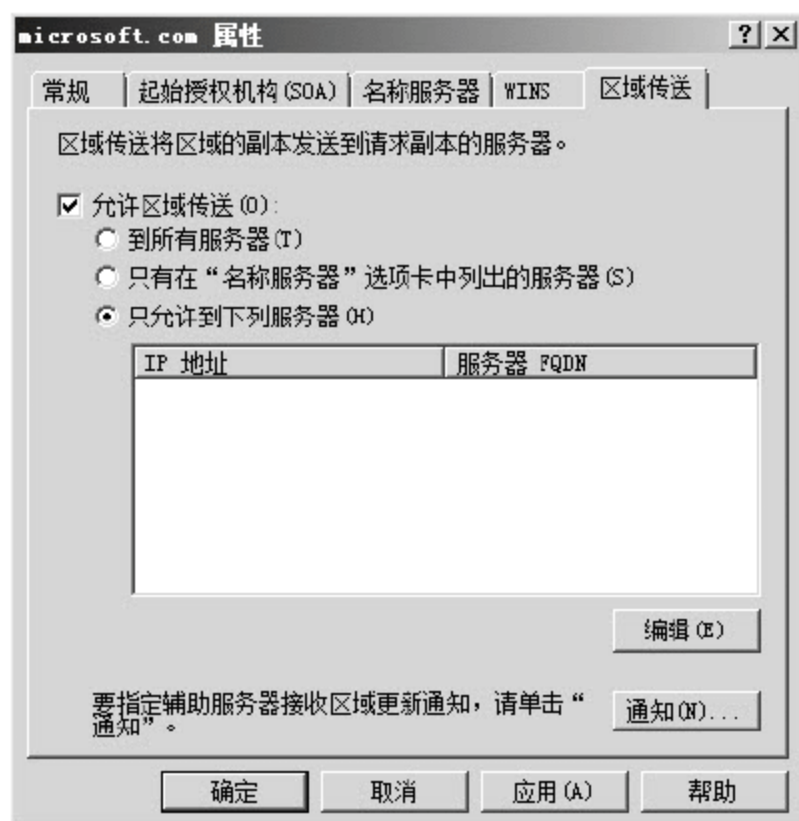 microsoft.com 属性
常规 起始授权机构(SOA) 名称服务器 WINS 区域传送
区域传送将区域的副本发送到请求副本的服务器。
允许区域传送(O):
到所有服务器(T)
只有在“名称服务器”选项卡中列出的服务器(S)
只允许到下列服务器(H)
IP 地址 服务器 FQDN
编辑(E)
要指定辅助服务器接收区域更新通知，请单击“
通知”。
通知(N)...
确定 取消 应用(A) 帮助